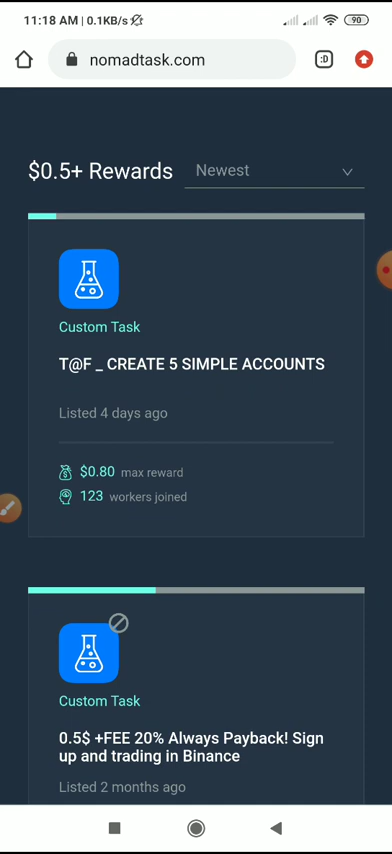 11:18 AM | 0.1KB/s
90
nomadtask.com
:D
$0.5+ Rewards
Newest
Custom Task
T@F _ CREATE 5 SIMPLE ACCOUNTS
Listed 4 days ago
$0.80 max reward
123 workers joined
Custom Task
0.5$ +FEE 20% Always Payback! Sign
up and trading in Binance
Listed 2 months ago